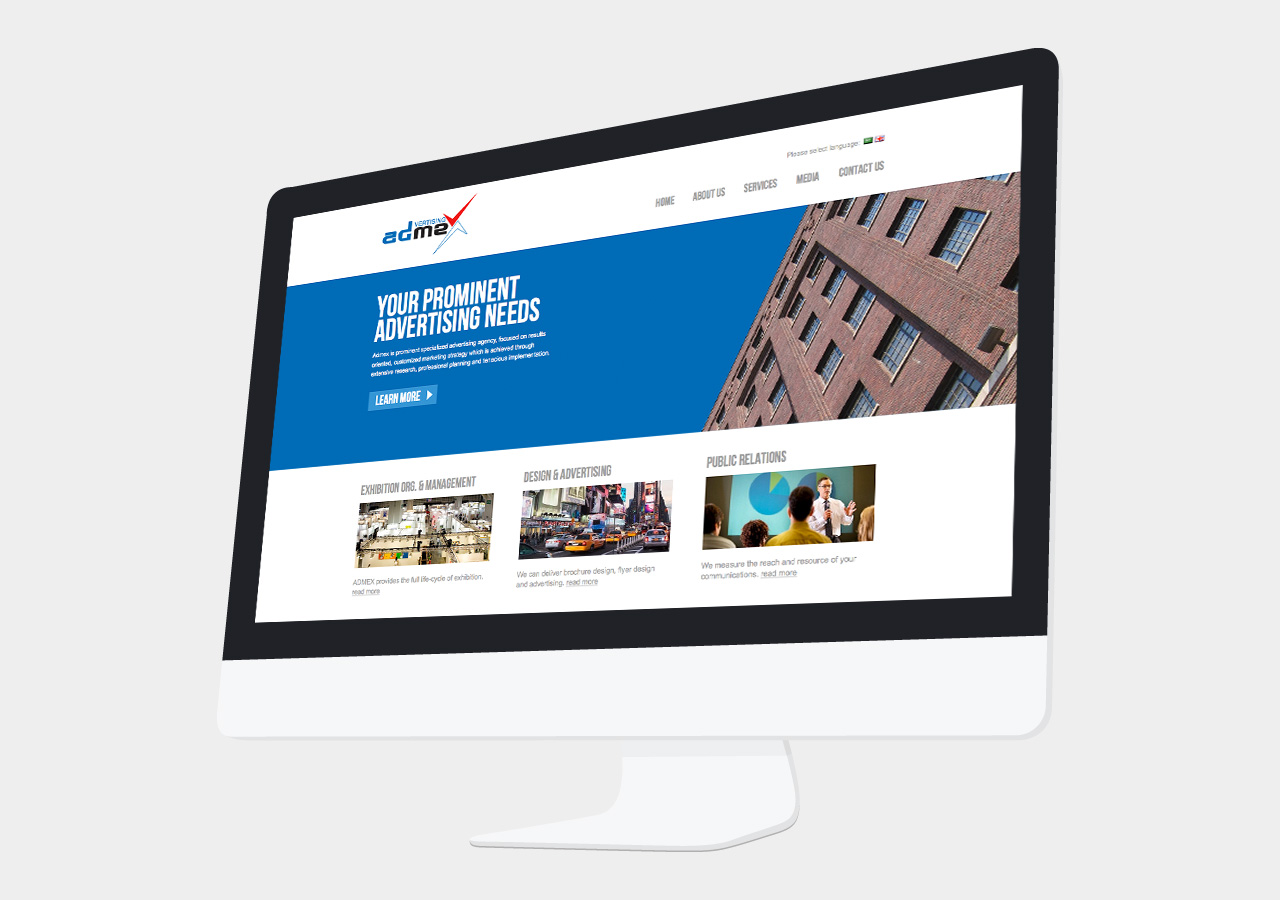 Please select language:
HOME ABOUT US SERVICES MEDIA CONTACT US
VERTISING
adme
YOUR PROMINENT
ADVERTISING NEEDS
Admex is prominent specialized advertising agency, focused on results
oriented, customized marketing strategy which is achieved through
extensive research, professional planning and tenacious implementation.
LEARN MORE
EXHIBITION ORG. & MANAGEMENT
ADMEX provides the full life-cycle of exhibition.
read more
DESIGN & ADVERTISING
We can deliver brochure design, flyer design
and advertising. read more
PUBLIC RELATIONS
We measure the reach and resource of your"
communications. read more